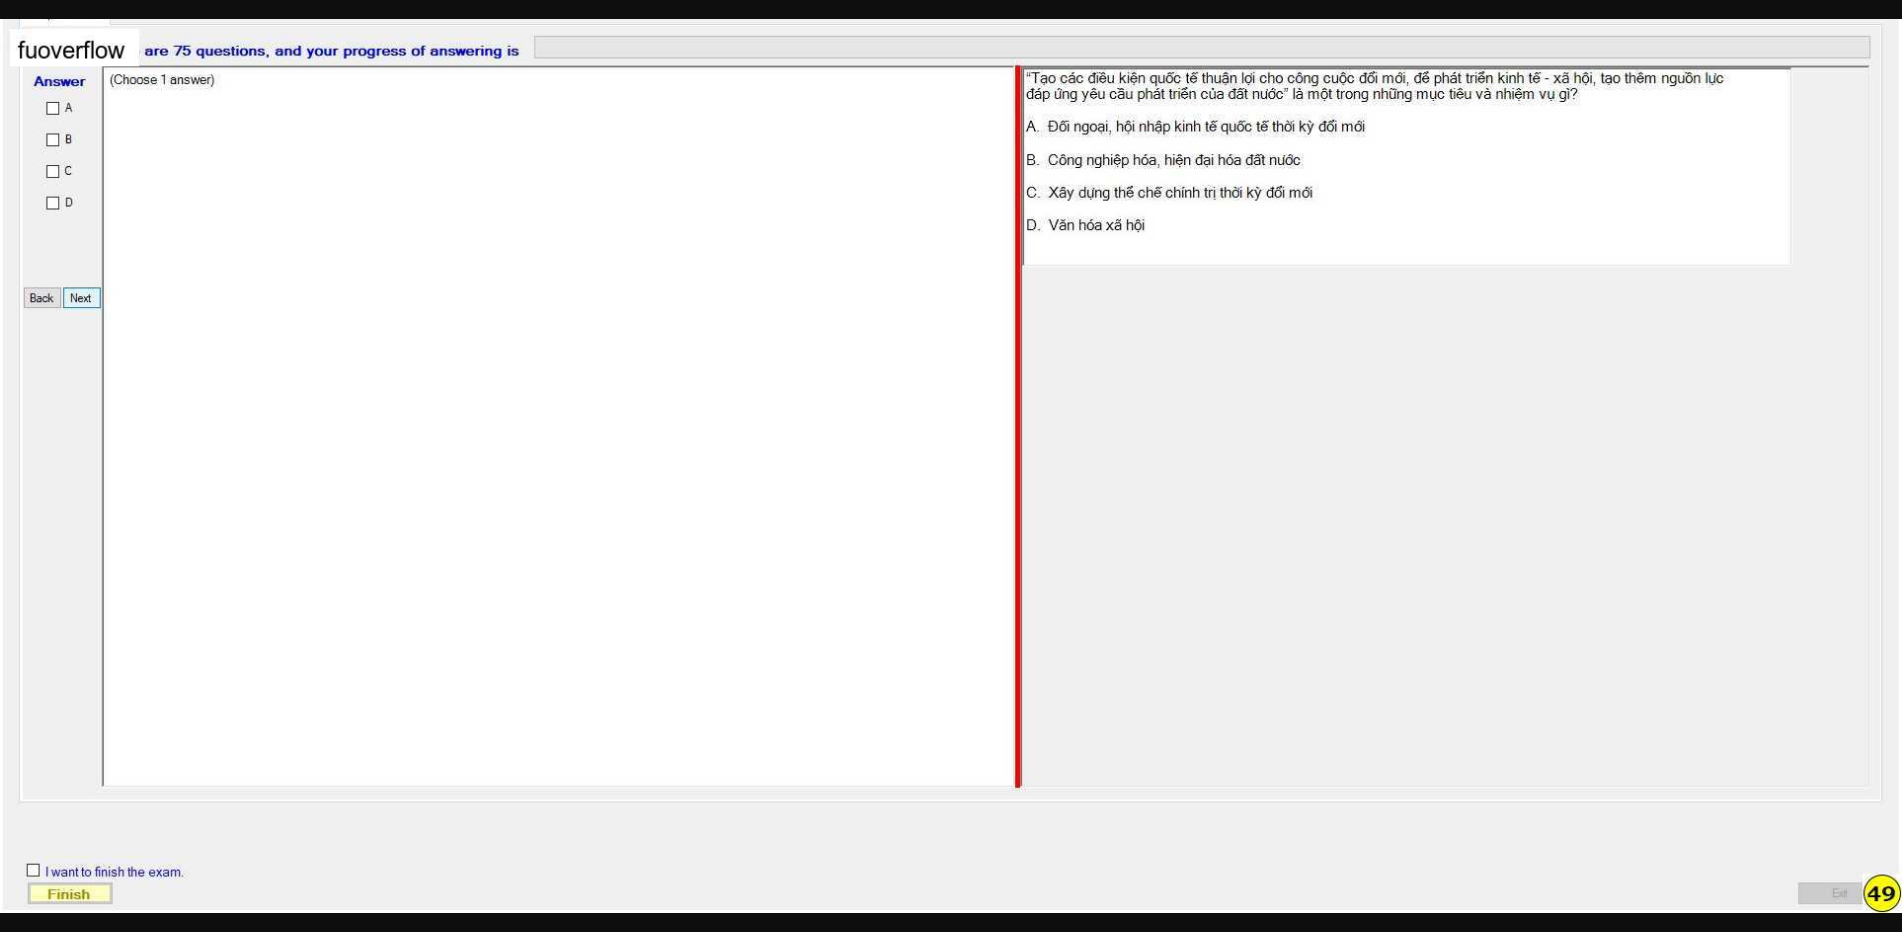 fuoverflow are 75 questions, and your progress of answering is
Answer
(Choose 1 answer)
A
B
C
D
Back Next
“Tạo các điều kiện quốc tế thuận lợi cho công cuộc đổi mới, để phát triển kinh tế - xã hội, tạo thêm nguồn lực
đáp ứng yêu cầu phát triển của đất nước” là một trong những mục tiêu và nhiệm vụ gì?
A. Đối ngoại, hội nhập kinh tế quốc tế thời kỳ đổi mới
B. Công nghiệp hóa, hiện đại hóa đất nước
C. Xây dựng thể chế chính trị thời kỳ đổi mới
D. Văn hóa xã hội
I want to finish the exam.
Finish
Exit
49